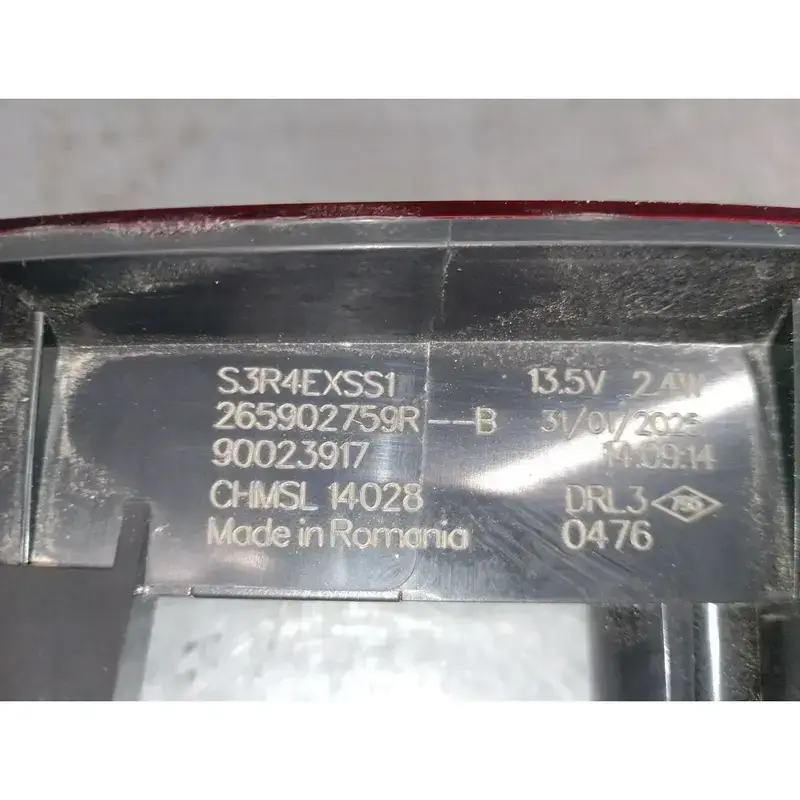 S3R4EXSS1
265902759R--B
90023917
CHMSL 14028
Made in Romania
13.5V 2.4W
31/01/2025
14:09:14
DRL3
0476